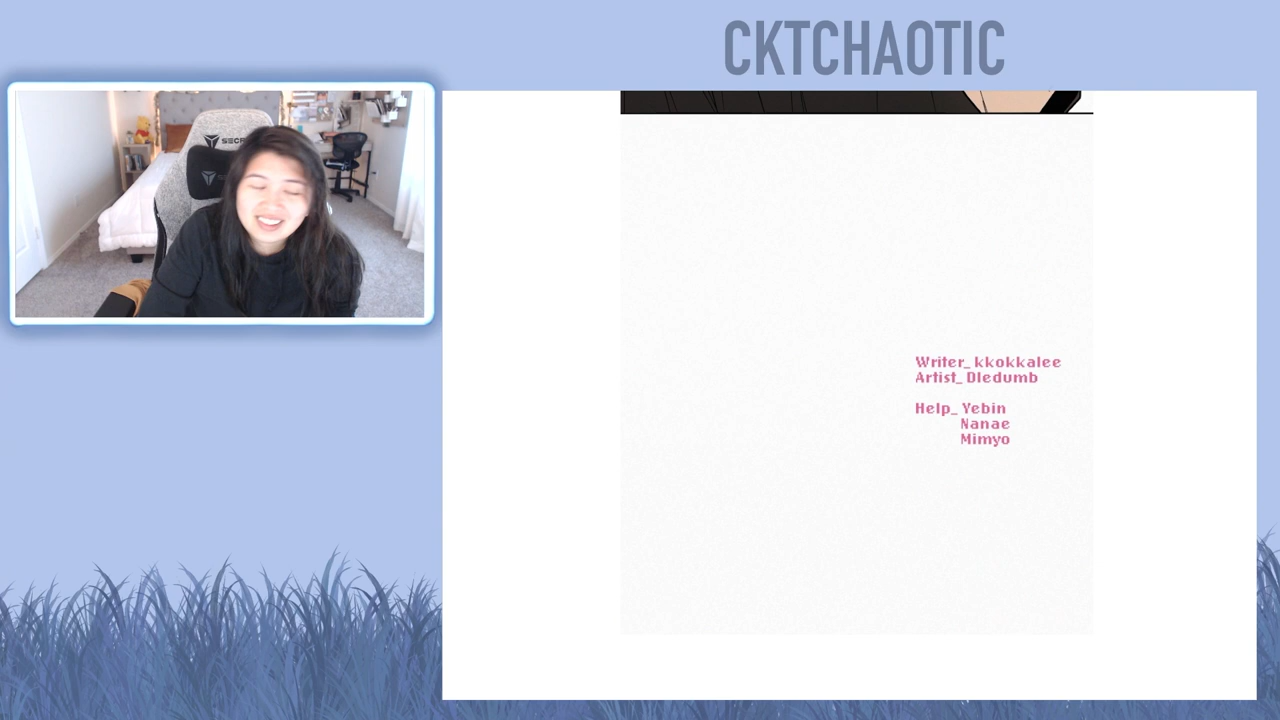 CKTCHAOTIC
Writer_ kkokkalee
Artist_ Dledumb
Help_ Yebin
Nanae
Mimyo